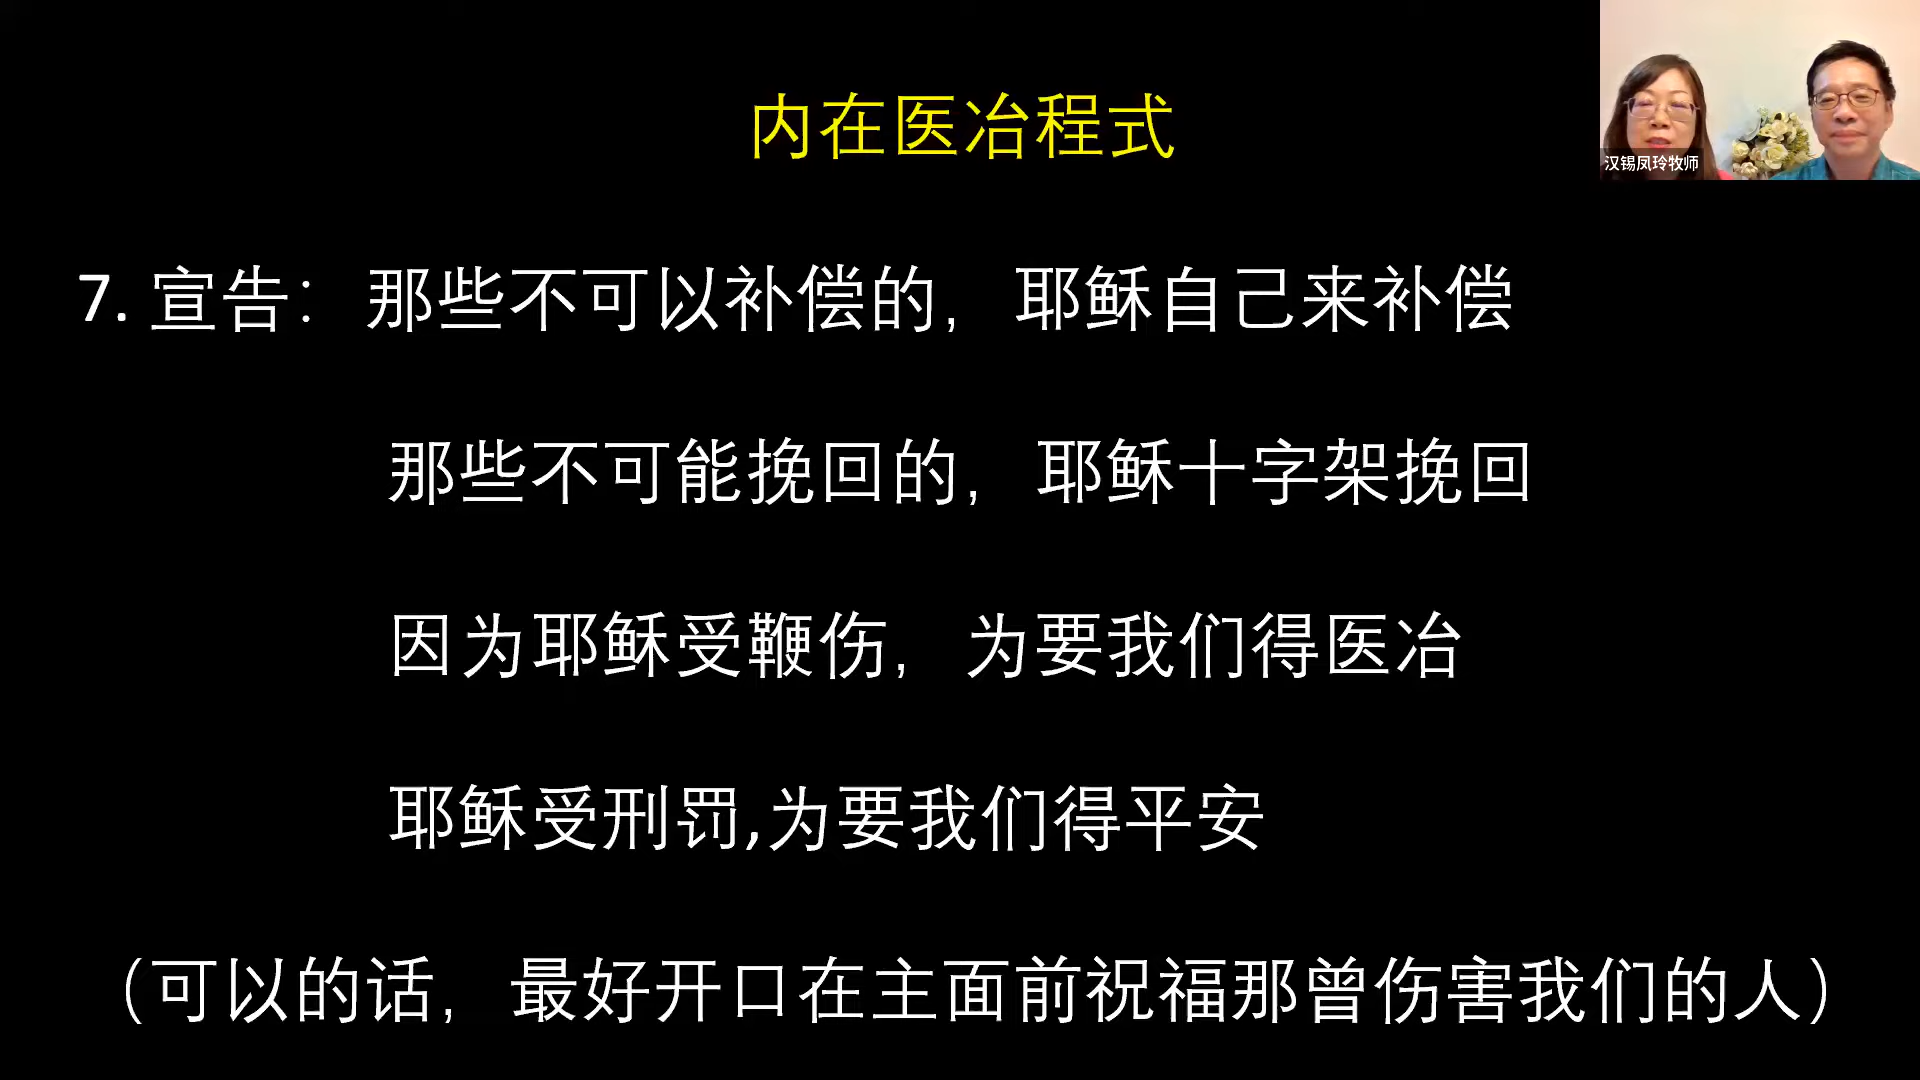 内在医冶程式
汉锡凤玲牧师
7. 宣告： 那些不可以补偿的， 耶稣自己来补偿
那些不可能挽回的， 耶稣十字架挽回
因为耶稣受鞭伤， 为要我们得医冶
耶稣受刑罚,为要我们得平安
（可以的话， 最好开口在主面前祝福那曾伤害我们的人）